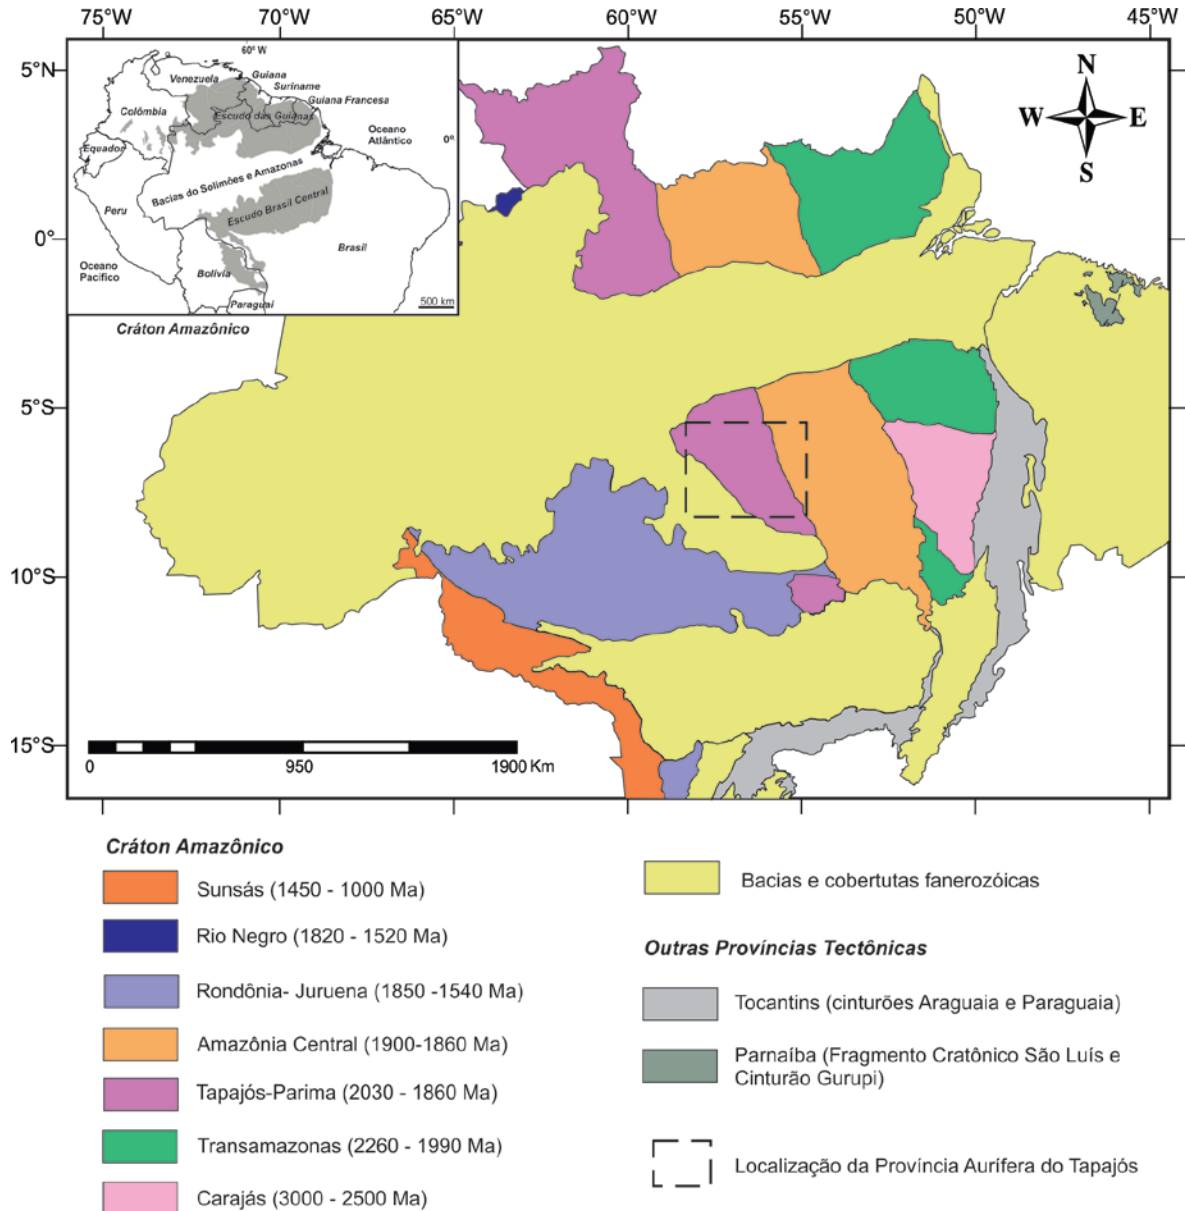 75°W 70°W 65°W 60°W 55°W 50°W 45°W
5°N
0°
5°S
10°S
15°S
60° W
Venezuela
Guiana
Suriname
Guiana Francesa
Colômbia
Escudo das Guianas
Oceano
Atlântico
0°
Equador
Bacias do Solimões e Amazonas
Peru
Escudo Brasil Central
Brasil
Oceano
Pacífico
Bolívia
Paraguai
500 km
Cráton Amazônico
N
W E
S
0 950 1900 Km
Cráton Amazônico
Sunsás (1450 - 1000 Ma)
Rio Negro (1820 - 1520 Ma)
Rondônia- Juruena (1850 -1540 Ma)
Amazônia Central (1900-1860 Ma)
Tapajós-Parima (2030 - 1860 Ma)
Transamazonas (2260 - 1990 Ma)
Carajás (3000 - 2500 Ma)
Bacias e cobertutas fanerozóicas
Outras Províncias Tectônicas
Tocantins (cinturões Araguaia e Paraguaia)
Parnaíba (Fragmento Cratônico São Luís e
Cinturão Gurupi)
Localização da Província Aurífera do Tapajós